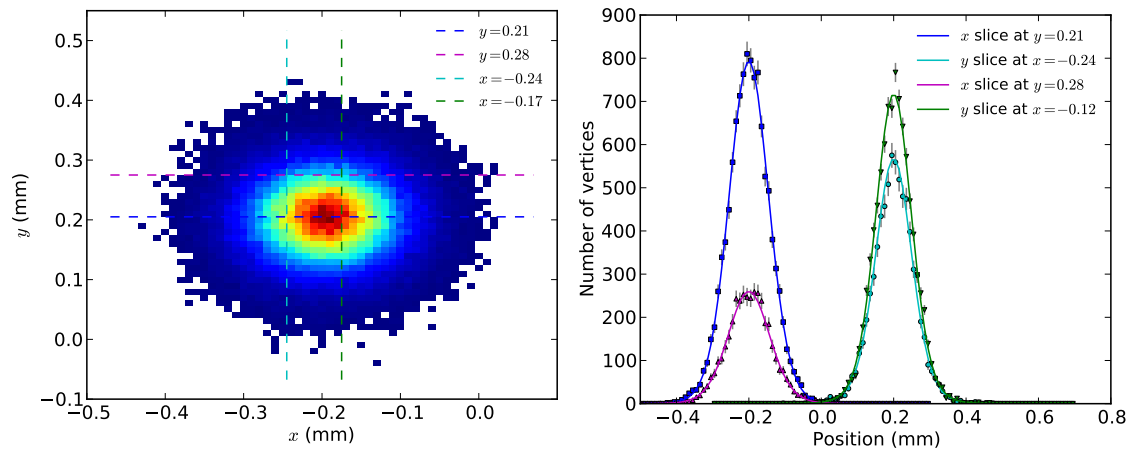 0.5
0.4
0.3
0.2
0.1
0.0
−0.1
y (mm)
−0.5 −0.4 −0.3 −0.2 −0.1 0.0
x (mm)
y=0.21
y=0.28
x=−0.24
x=−0.17
900
800
700
600
500
400
300
200
100
0
Number of vertices
−0.4 −0.2 0.0 0.2 0.4 0.6 0.8
Position (mm)
x slice at y=0.21
y slice at x=−0.24
x slice at y=0.28
y slice at x=−0.12